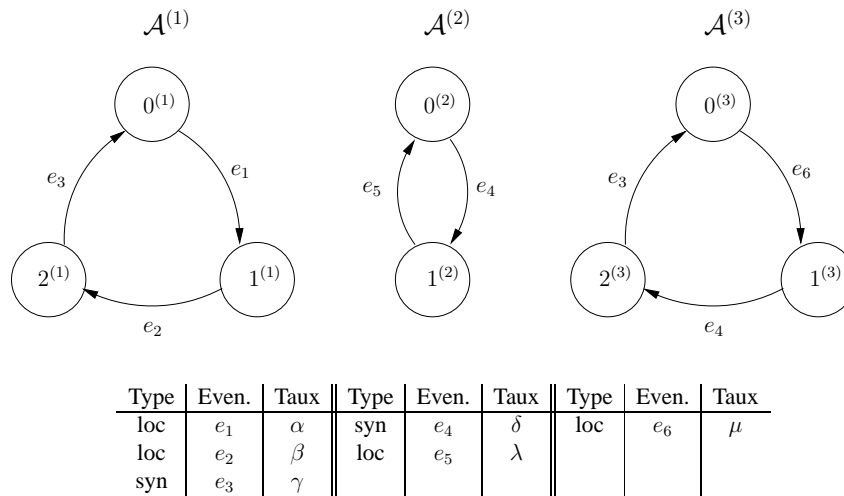 𝒜⁽¹⁾ 𝒜⁽²⁾ 𝒜⁽³⁾
0⁽¹⁾ 0⁽²⁾ 0⁽³⁾
e₃ e₁ e₅ e₄ e₃ e₆
2⁽¹⁾ 1⁽¹⁾ 1⁽²⁾ 2⁽³⁾ 1⁽³⁾
e₂ e₄
Type Even. Taux Type Even. Taux Type Even. Taux
loc e₁ α syn e₄ δ loc e₆ μ
loc e₂ β loc e₅ λ
syn e₃ γ